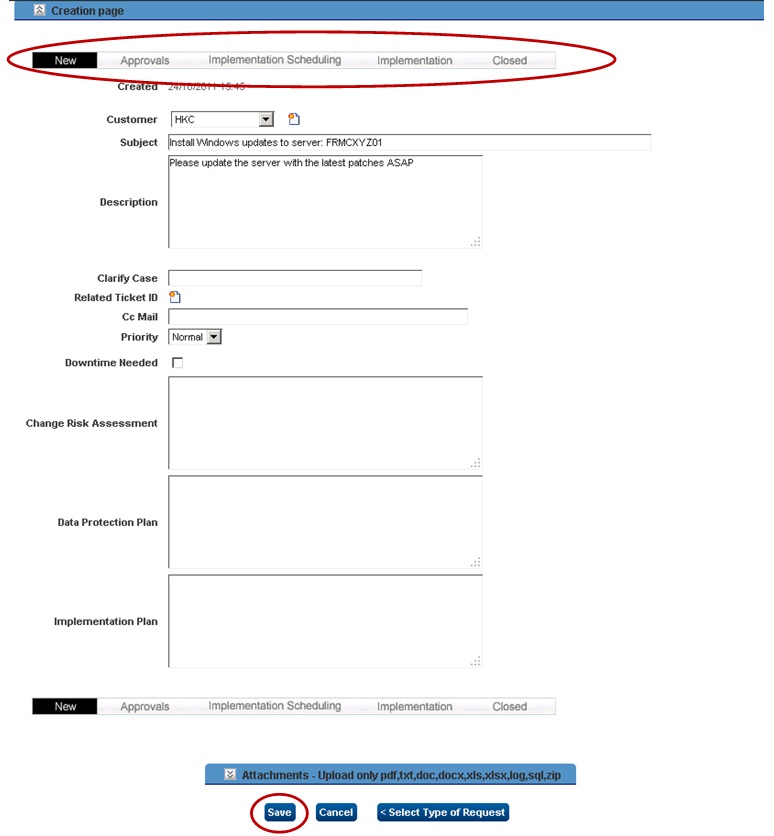 Creation page
New Approvals Implementation Scheduling Implementation Closed
Created 24/10/2011 15:45
Customer HKC
Subject Install Windows updates to server: FRMCXYZ01
Please update the server with the latest patches ASAP
Description
Clarify Case
Related Ticket ID
Cc Mail
Priority Normal
Downtime Needed
Change Risk Assessment
Data Protection Plan
Implementation Plan
New Approvals Implementation Scheduling Implementation Closed
Attachments - Upload only pdf,txt,doc,docx,xls,xlsx,log,sql,zip
Save Cancel < Select Type of Request